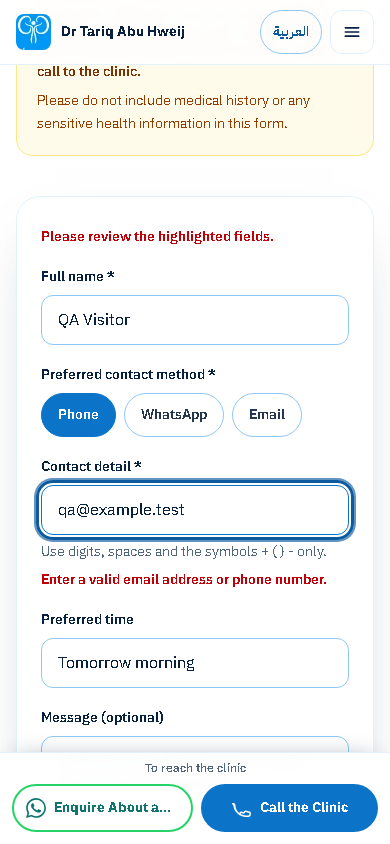 Dr Tariq Abu Hweij
العربية
call to the clinic.
Please do not include medical history or any
sensitive health information in this form.
Please review the highlighted fields.
Full name *
QA Visitor
Preferred contact method *
Phone
WhatsApp
Email
Contact detail *
qa@example.test
Use digits, spaces and the symbols + ( ) - only.
Enter a valid email address or phone number.
Preferred time
Tomorrow morning
Message (optional)
To reach the clinic
Enquire About a...
Call the Clinic